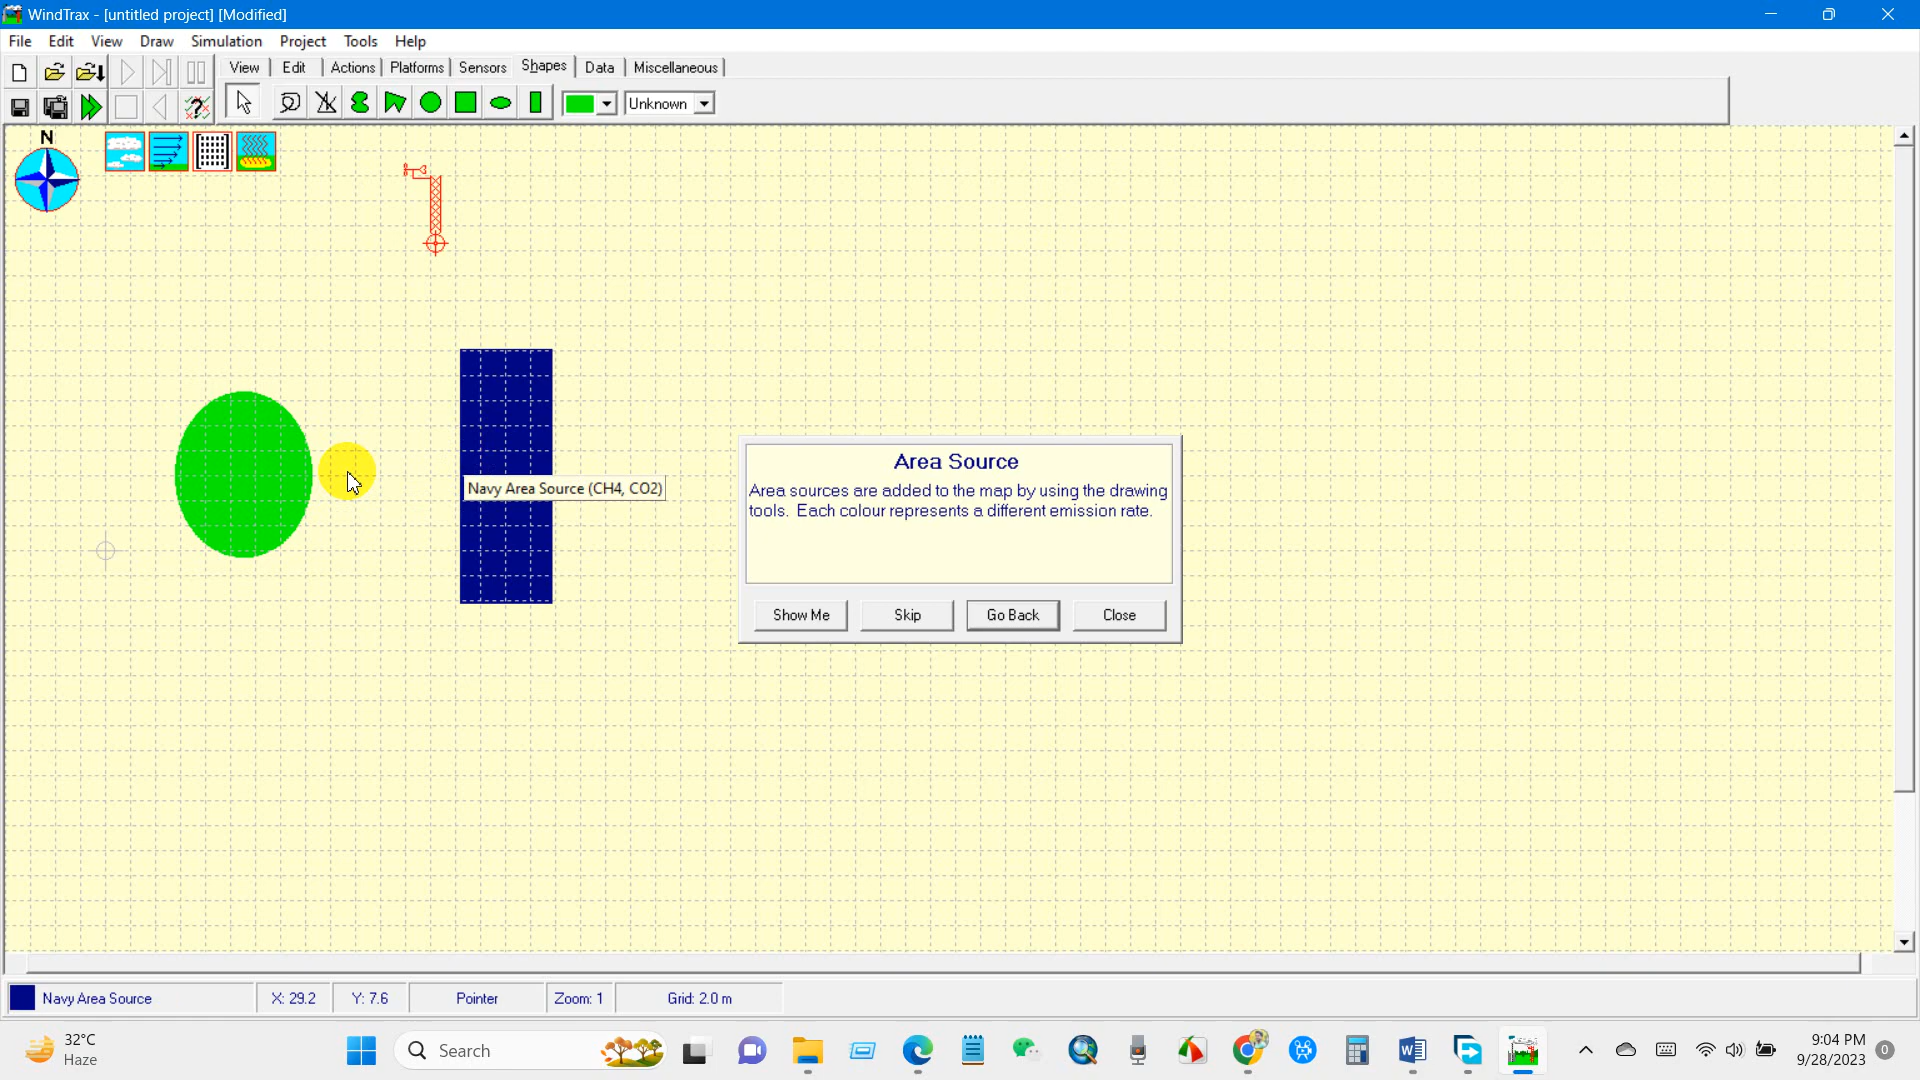 WindTrax - [untitled project] [Modified]
File Edit View Draw Simulation Project Tools Help
View Edit Actions Platforms Sensors Shapes Data Miscellaneous
Unknown
N
Area Source
Area sources are added to the map by using the drawing
tools. Each colour represents a different emission rate.
Navy Area Source (CH4, CO2)
Show Me Skip Go Back Close
Navy Area Source X: 29.2 Y: 7.6 Pointer Zoom: 1 Grid: 2.0 m
32°C
Haze
Search
9:04 PM
9/28/2023
0